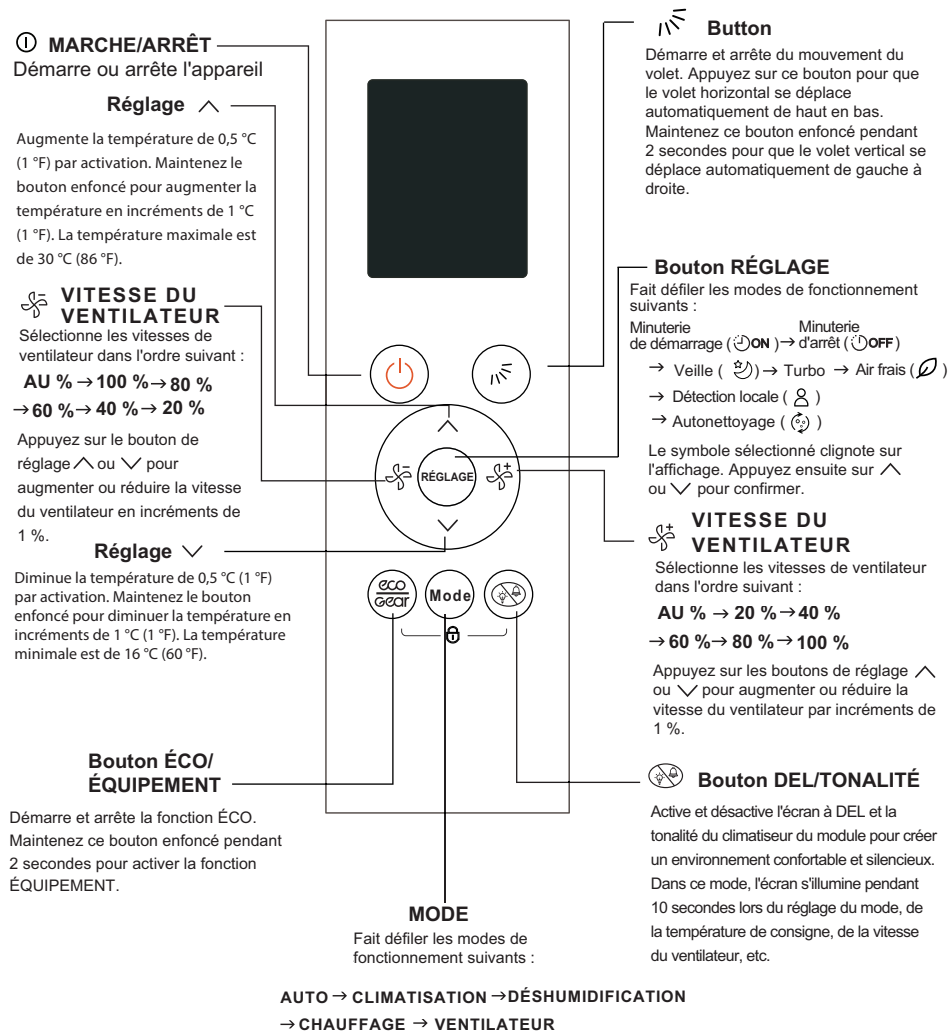 MARCHE/ARRÊT
Démarre ou arrête l'appareil
Réglage
Augmente la température de 0,5 °C
(1 °F) par activation. Maintenez le
bouton enfoncé pour augmenter la
température en incréments de 1 °C
(1 °F). La température maximale est
de 30 °C (86 °F).
VITESSE DU
VENTILATEUR
Sélectionne les vitesses de
ventilateur dans l'ordre suivant :
AU % → 100 % → 80 %
→ 60 % → 40 % → 20 %
Appuyez sur le bouton de
réglage ∧ ou ∨ pour
augmenter ou réduire la vitesse
du ventilateur en incréments de
1 %.
Réglage
Diminue la température de 0,5 °C (1 °F)
par activation. Maintenez le bouton
enfoncé pour diminuer la température en
incréments de 1 °C (1 °F). La température
minimale est de 16 °C (60 °F).
Bouton ÉCO/
ÉQUIPEMENT
Démarre et arrête la fonction ÉCO.
Maintenez ce bouton enfoncé pendant
2 secondes pour activer la fonction
ÉQUIPEMENT.
RÉGLAGE
eco
Gear
Mode
MODE
Fait défiler les modes de
fonctionnement suivants :
AUTO → CLIMATISATION → DÉSHUMIDIFICATION
→ CHAUFFAGE → VENTILATEUR
Button
Démarre et arrête du mouvement du
volet. Appuyez sur ce bouton pour que
le volet horizontal se déplace
automatiquement de haut en bas.
Maintenez ce bouton enfoncé pendant
2 secondes pour que le volet vertical se
déplace automatiquement de gauche à
droite.
Bouton RÉGLAGE
Fait défiler les modes de fonctionnement
suivants :
Minuterie Minuterie
de démarrage ( ON ) → d'arrêt ( OFF )
→ Veille ( ) → Turbo → Air frais ( )
→ Détection locale ( )
→ Autonettoyage ( )
Le symbole sélectionné clignote sur
l'affichage. Appuyez ensuite sur ∧
ou ∨ pour confirmer.
VITESSE DU
VENTILATEUR
Sélectionne les vitesses de ventilateur
dans l'ordre suivant :
AU % → 20 % → 40 %
→ 60 % → 80 % → 100 %
Appuyez sur les boutons de réglage ∧
ou ∨ pour augmenter ou réduire la
vitesse du ventilateur par incréments de
1 %.
Bouton DEL/TONALITÉ
Active et désactive l'écran à DEL et la
tonalité du climatiseur du module pour créer
un environnement confortable et silencieux.
Dans ce mode, l'écran s'illumine pendant
10 secondes lors du réglage du mode, de
la température de consigne, de la vitesse
du ventilateur, etc.